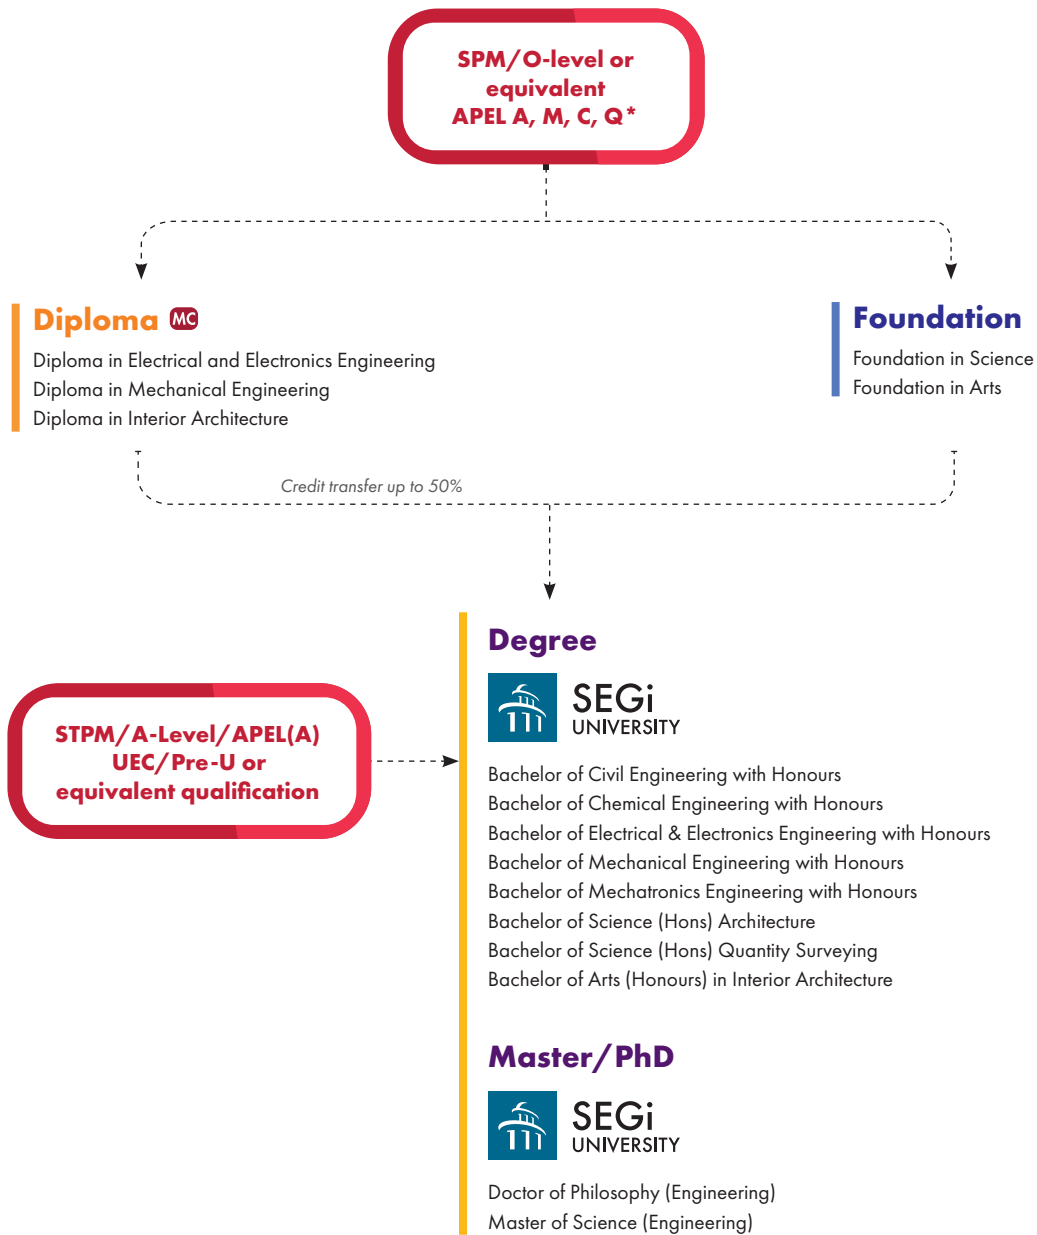 SPM/O-level or
equivalent
APEL A, M, C, Q*
Diploma MC
Diploma in Electrical and Electronics Engineering
Diploma in Mechanical Engineering
Diploma in Interior Architecture
Foundation
Foundation in Science
Foundation in Arts
Credit transfer up to 50%
STPM/A-Level/APEL(A)
UEC/Pre-U or
equivalent qualification
Degree
SEGi
UNIVERSITY
Bachelor of Civil Engineering with Honours
Bachelor of Chemical Engineering with Honours
Bachelor of Electrical & Electronics Engineering with Honours
Bachelor of Mechanical Engineering with Honours
Bachelor of Mechatronics Engineering with Honours
Bachelor of Science (Hons) Architecture
Bachelor of Science (Hons) Quantity Surveying
Bachelor of Arts (Honours) in Interior Architecture
Master/PhD
SEGi
UNIVERSITY
Doctor of Philosophy (Engineering)
Master of Science (Engineering)